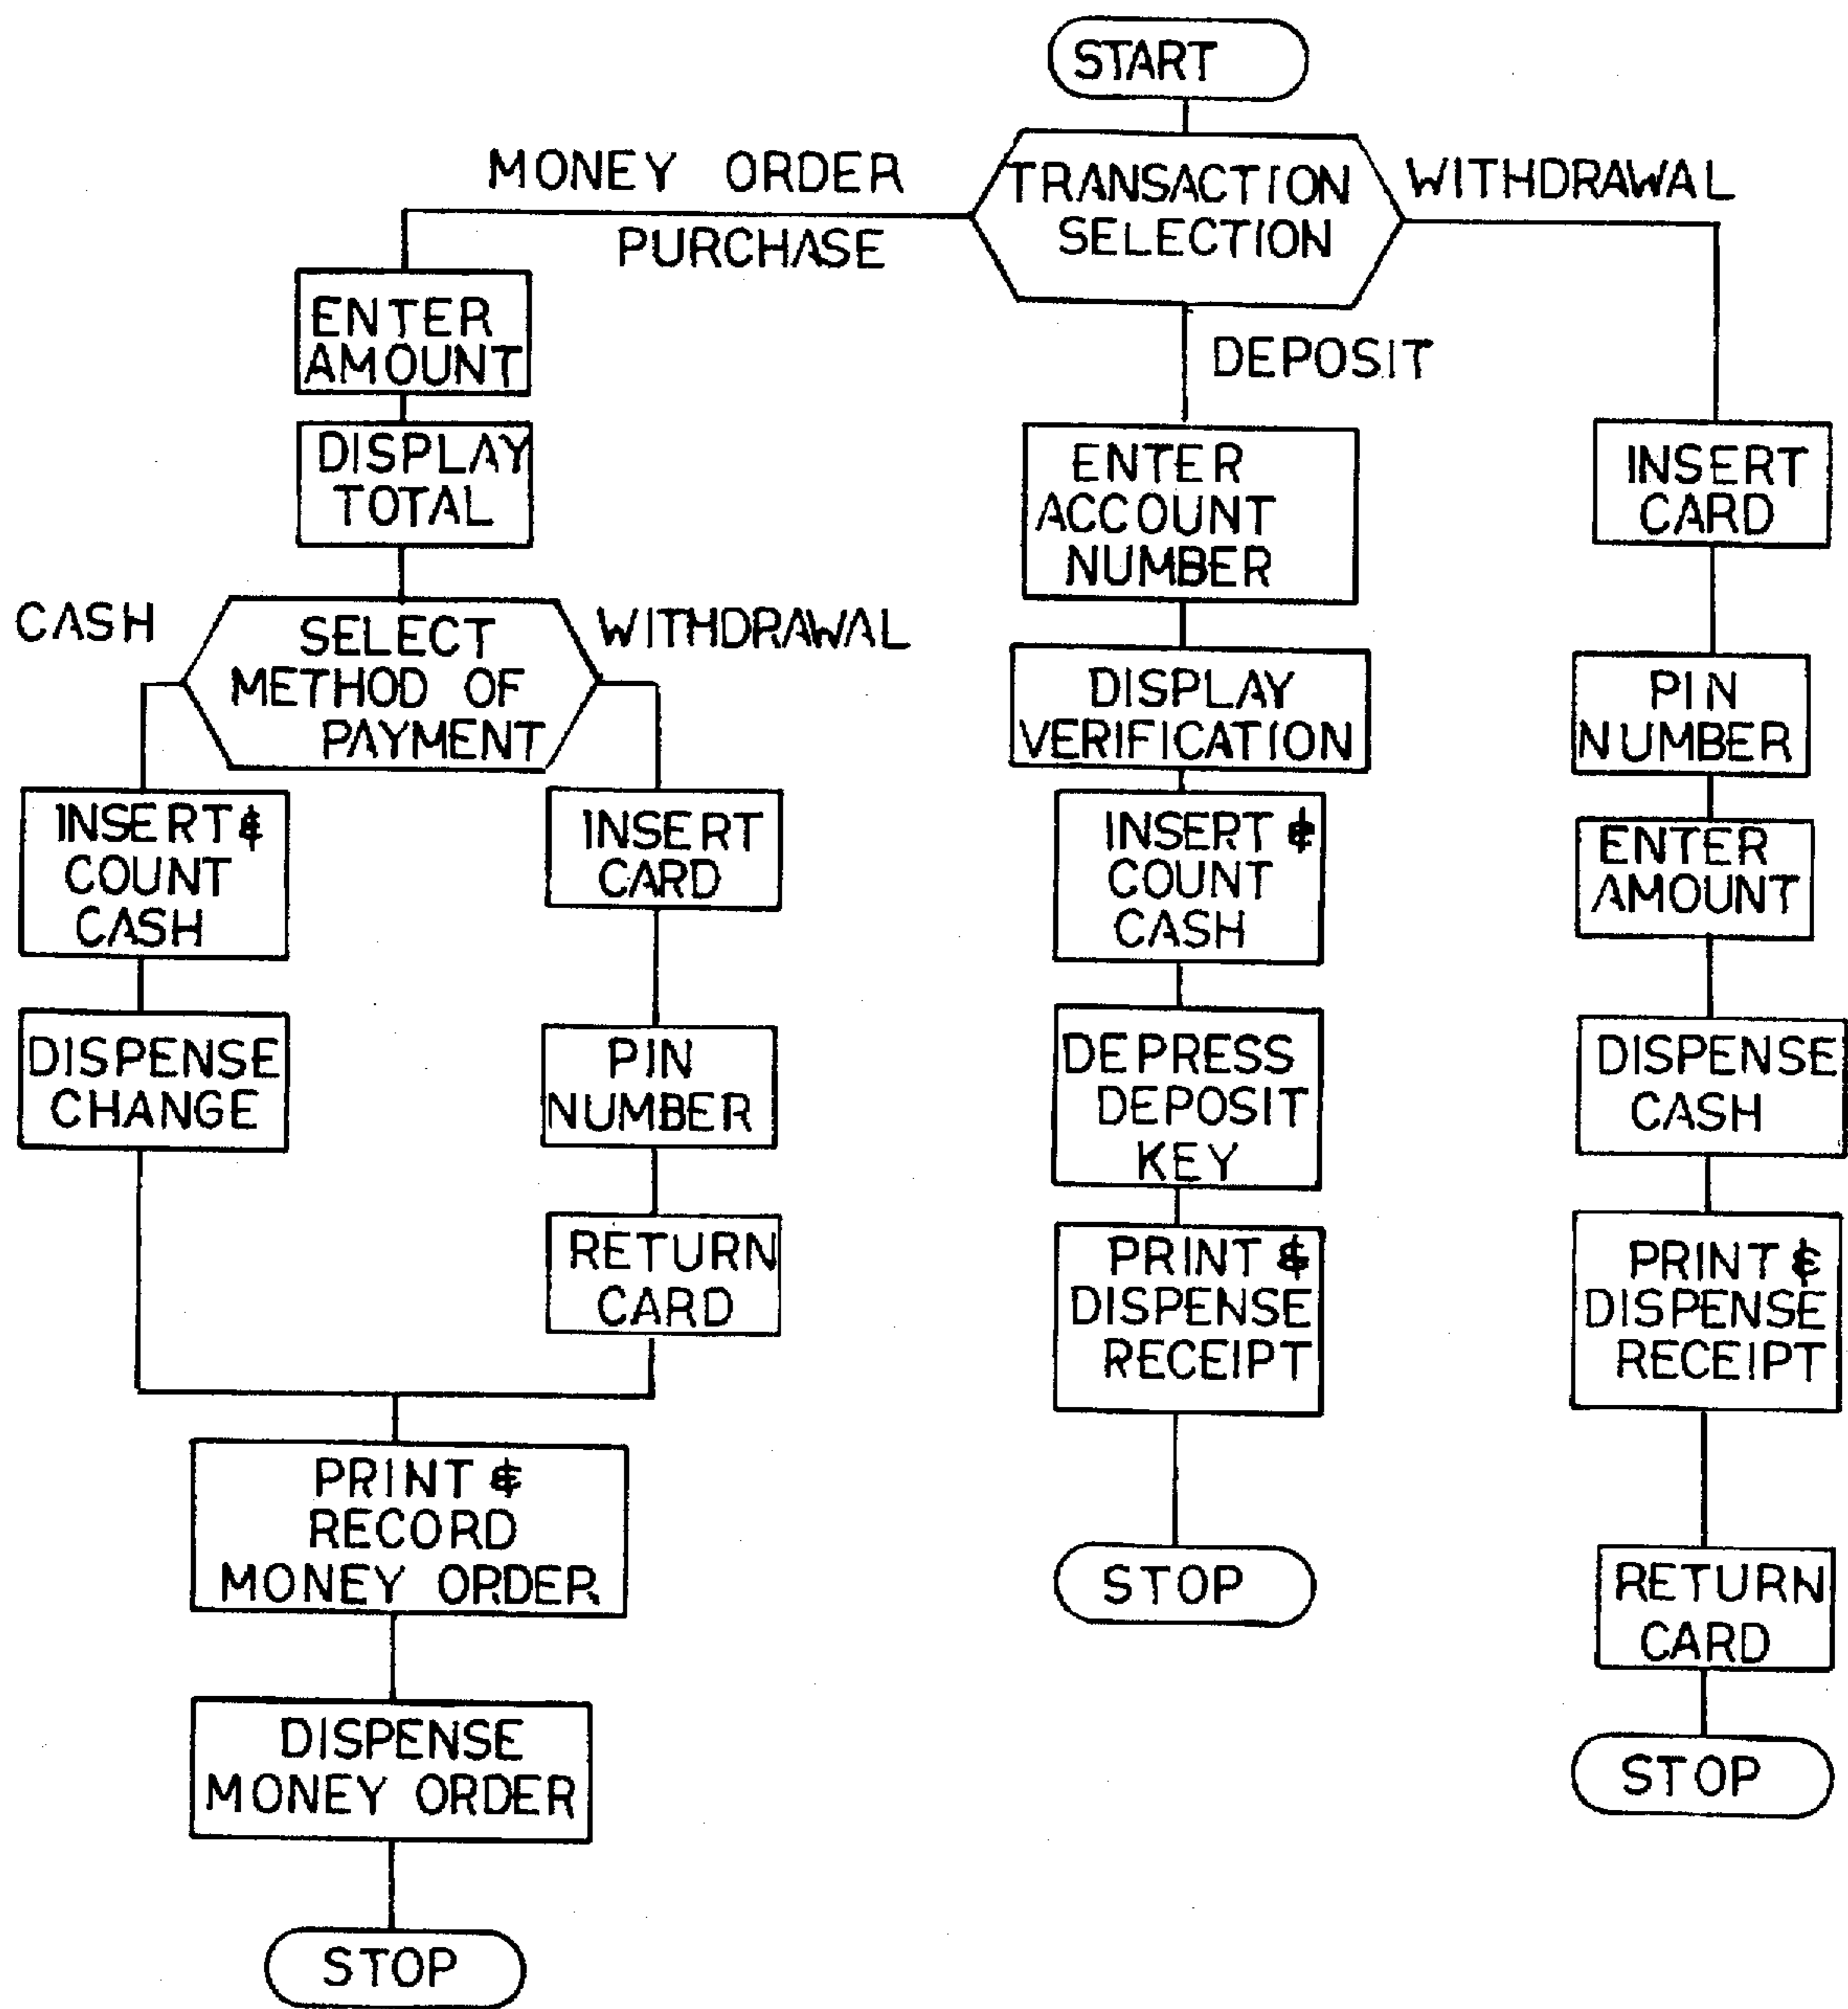 START
TRANSACTION
SELECTION
MONEY ORDER
PURCHASE
WITHDRAWAL
DEPOSIT
ENTER
AMOUNT
DISPLAY
TOTAL
SELECT
METHOD OF
PAYMENT
CASH
WITHDRAWAL
INSERT &
COUNT
CASH
DISPENSE
CHANGE
INSERT
CARD
PIN
NUMBER
RETURN
CARD
PRINT &
RECORD
MONEY ORDER
DISPENSE
MONEY ORDER
STOP
ENTER
ACCOUNT
NUMBER
DISPLAY
VERIFICATION
INSERT &
COUNT
CASH
DEPRESS
DEPOSIT
KEY
PRINT &
DISPENSE
RECEIPT
STOP
INSERT
CARD
PIN
NUMBER
ENTER
AMOUNT
DISPENSE
CASH
PRINT &
DISPENSE
RECEIPT
RETURN
CARD
STOP